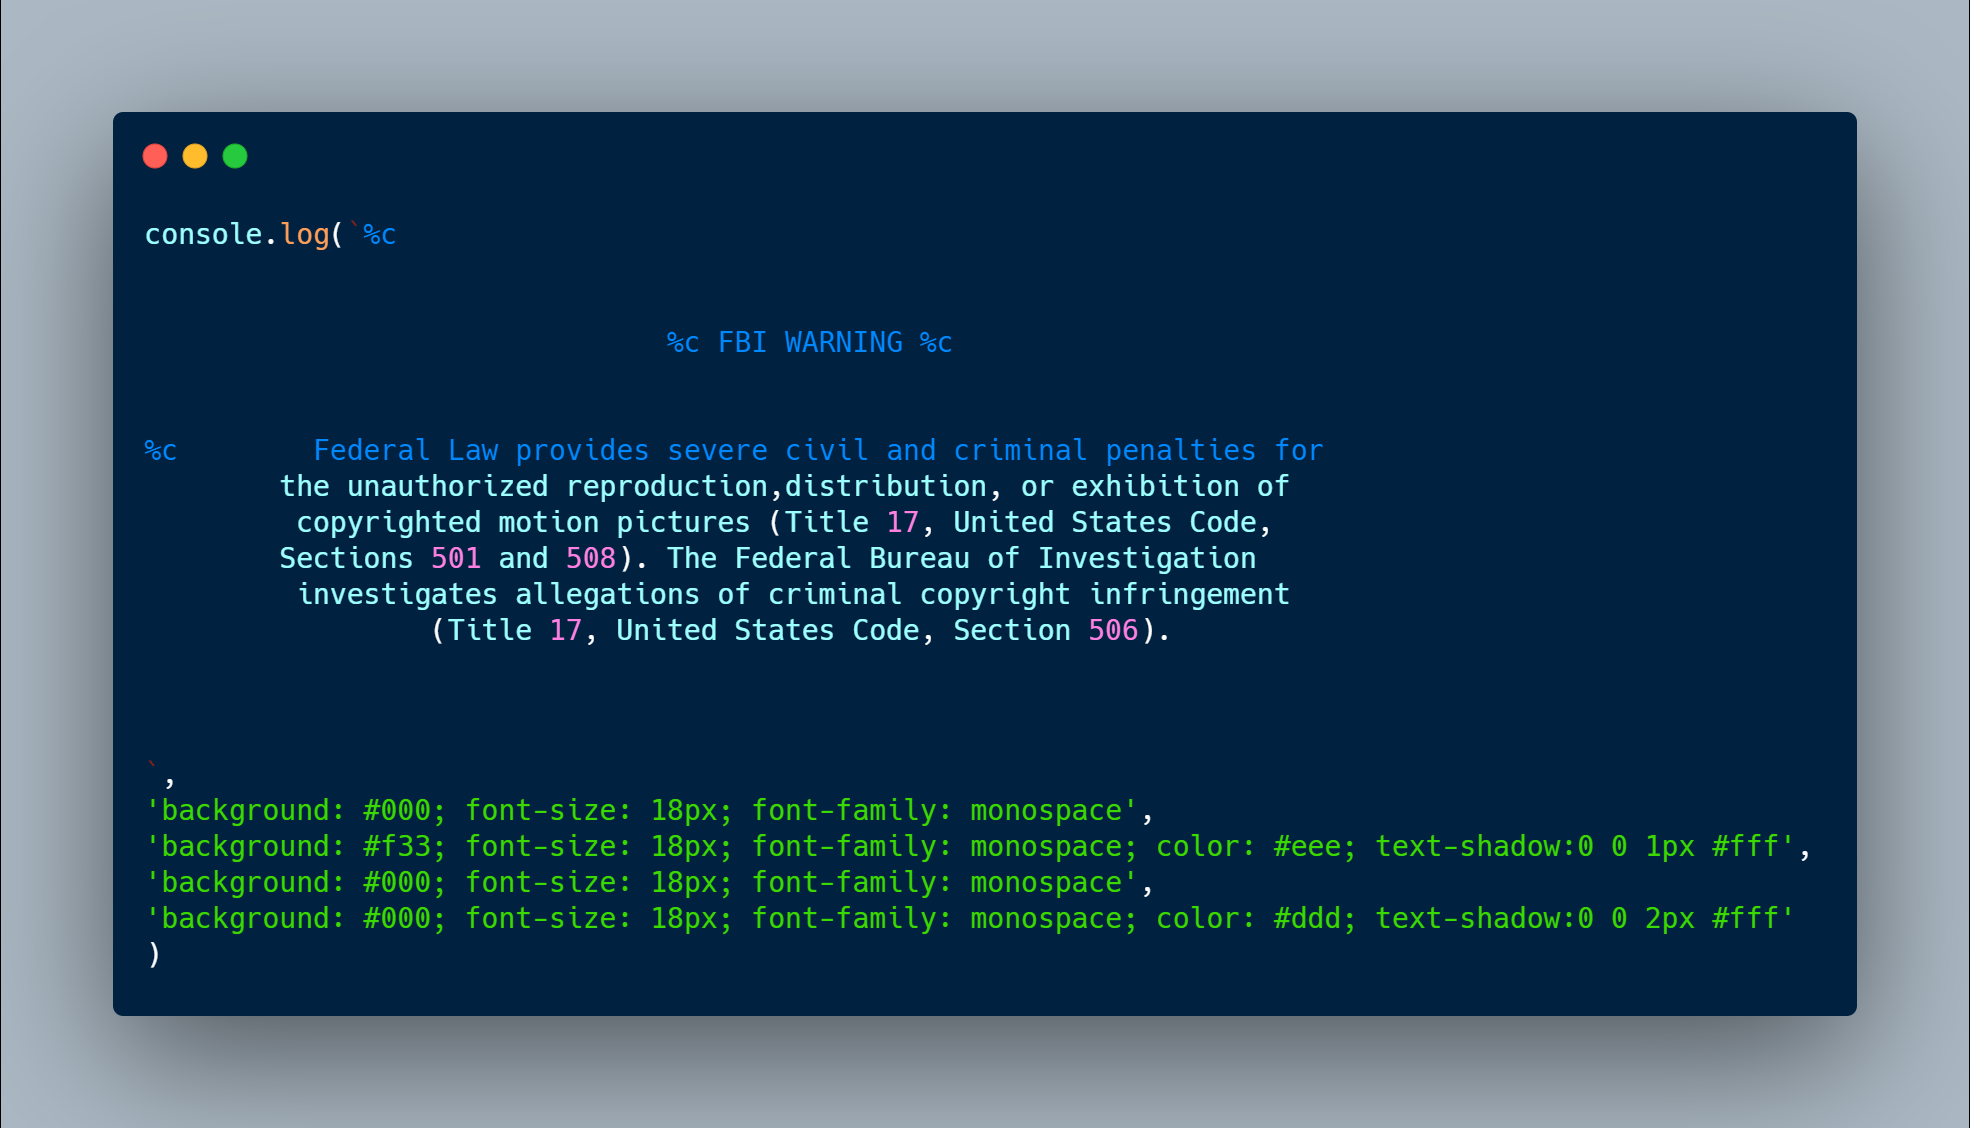 console.log(`%c
%c FBI WARNING %c
%c        Federal Law provides severe civil and criminal penalties for
the unauthorized reproduction,distribution, or exhibition of
copyrighted motion pictures (Title 17, United States Code,
Sections 501 and 508). The Federal Bureau of Investigation
investigates allegations of criminal copyright infringement
(Title 17, United States Code, Section 506).
`,
'background: #000; font-size: 18px; font-family: monospace',
'background: #f33; font-size: 18px; font-family: monospace; color: #eee; text-shadow:0 0 1px #fff',
'background: #000; font-size: 18px; font-family: monospace',
'background: #000; font-size: 18px; font-family: monospace; color: #ddd; text-shadow:0 0 2px #fff'
)